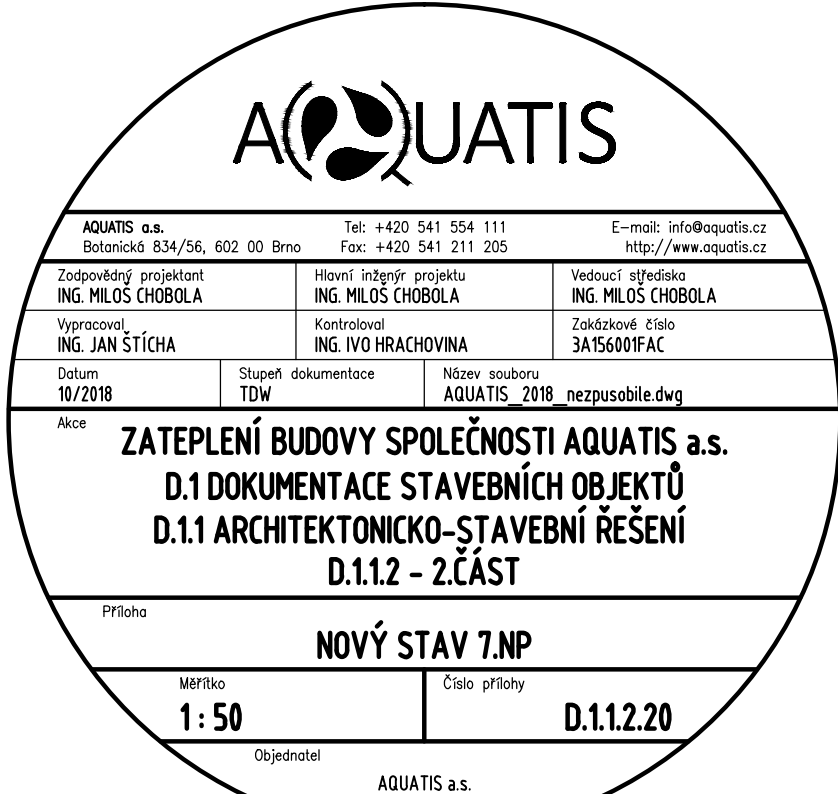 AQUATIS
AQUATIS a.s. Tel: +420 541 554 111 E-mail: info@aquatis.cz
Botanická 834/56, 602 00 Brno Fax: +420 541 211 205 http://www.aquatis.cz
Zodpovědný projektant Hlavní inženýr projektu Vedoucí střediska
ING. MILOŠ CHOBOLA ING. MILOŠ CHOBOLA ING. MILOŠ CHOBOLA
Vypracoval Kontroloval Zakázkové číslo
ING. JAN ŠTÍCHA ING. IVO HRACHOVINA 3A156001FAC
Datum Stupeň dokumentace Název souboru
10/2018 TDW AQUATIS_2018_nezpusobile.dwg
Akce
ZATEPLENÍ BUDOVY SPOLEČNOSTI AQUATIS a.s.
D.1 DOKUMENTACE STAVEBNÍCH OBJEKTŮ
D.1.1 ARCHITEKTONICKO-STAVEBNÍ ŘEŠENÍ
D.1.1.2 - 2.ČÁST
Příloha
NOVÝ STAV 7.NP
Měřítko Číslo přílohy
1 : 50 D.1.1.2.20
Objednatel
AQUATIS a.s.